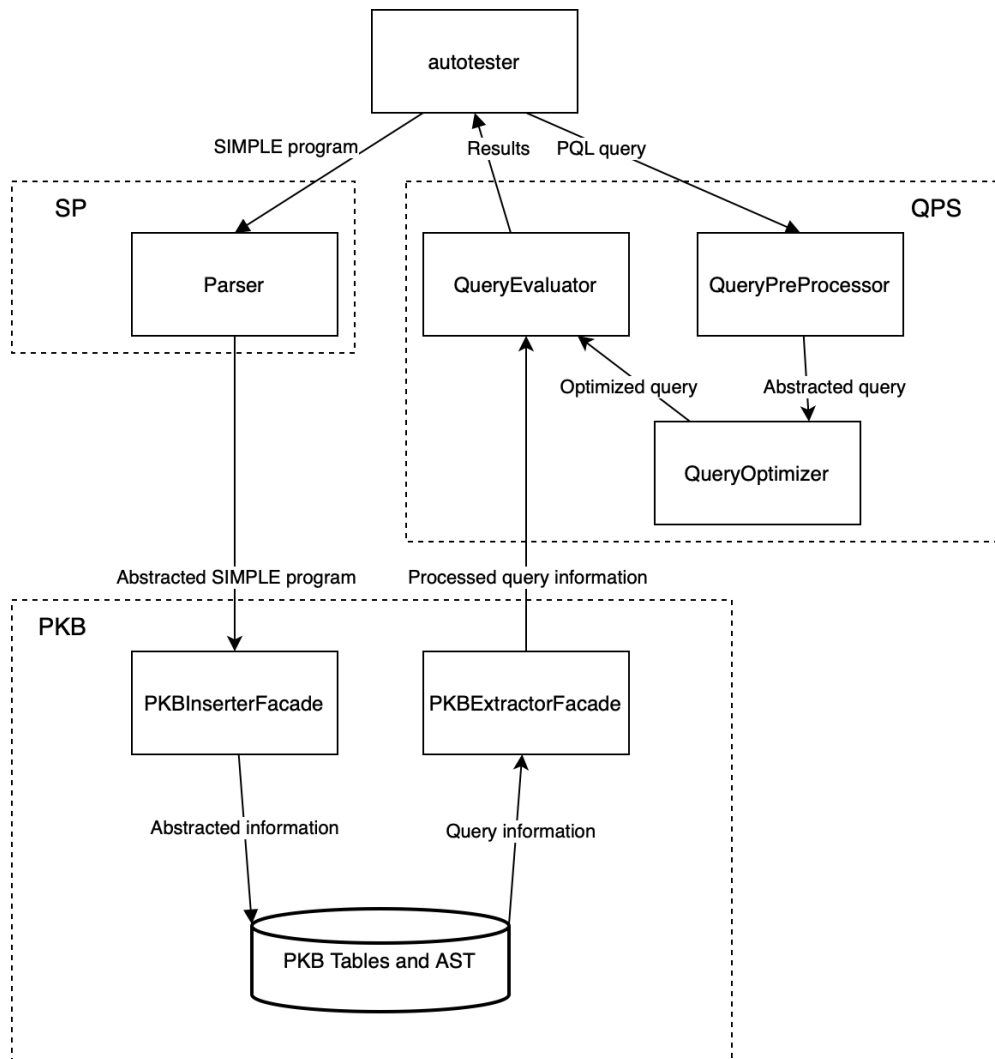 autotester
SIMPLE program
Results
PQL query
SP
QPS
Parser
QueryEvaluator
QueryPreProcessor
Optimized query
Abstracted query
QueryOptimizer
Abstracted SIMPLE program
Processed query information
PKB
PKBInserterFacade
PKBExtractorFacade
Abstracted information
Query information
PKB Tables and AST